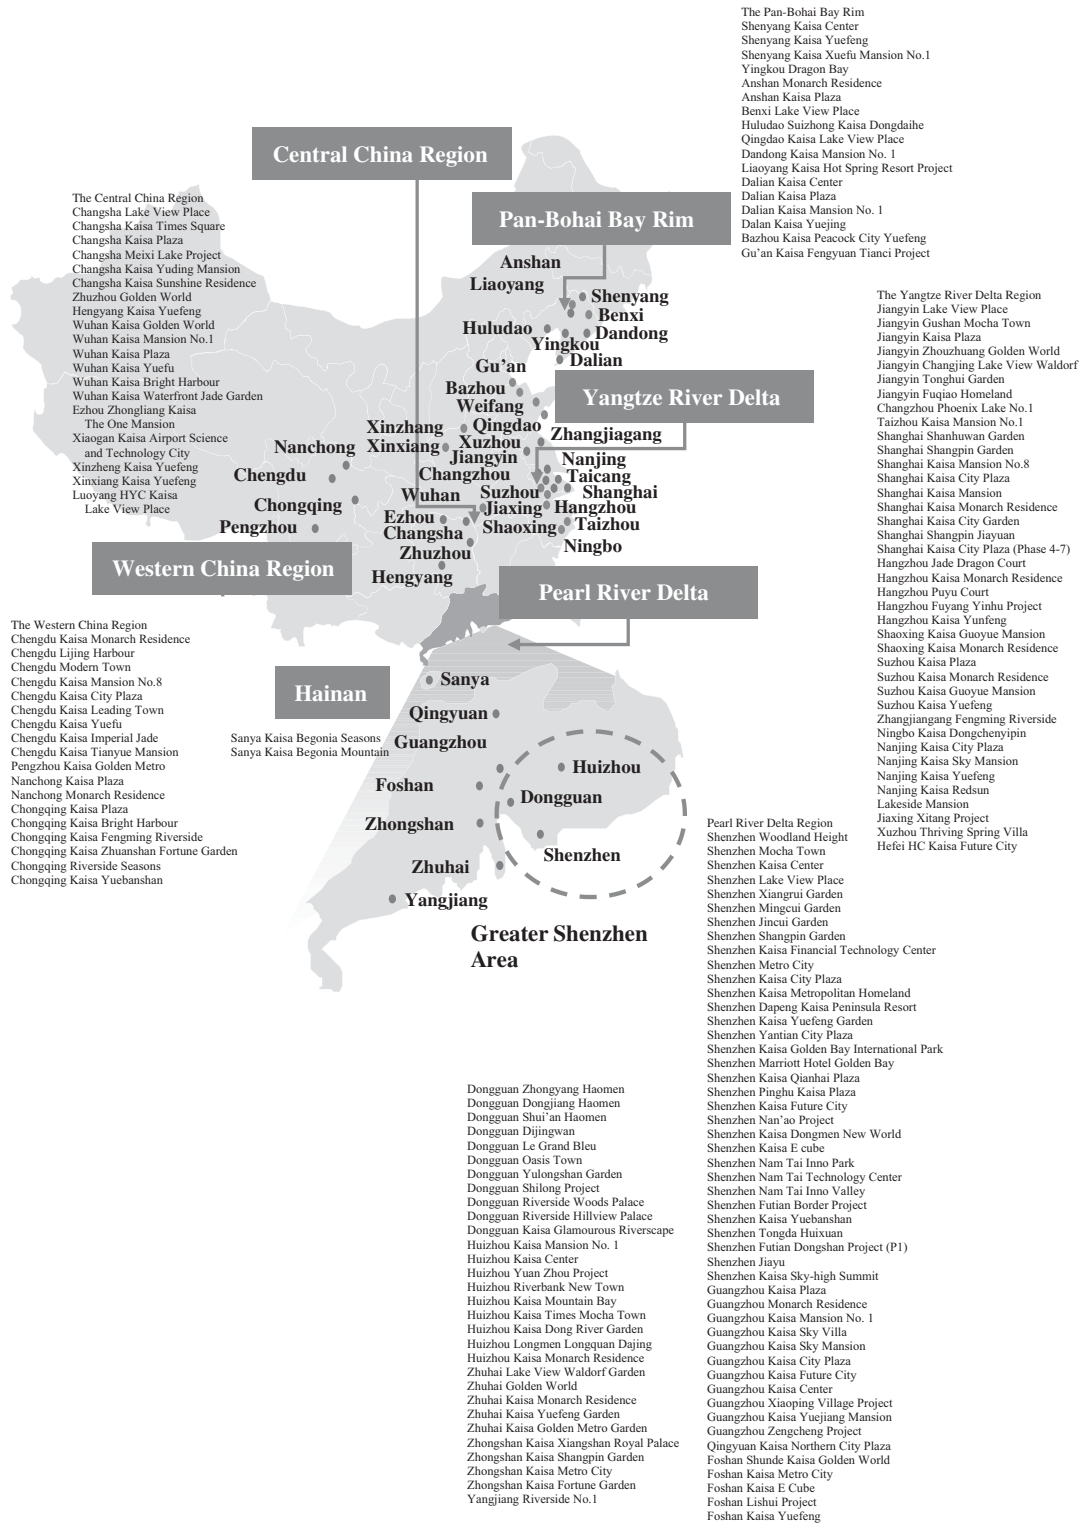 The Pan-Bohai Bay Rim
Shenyang Kaisa Center
Shenyang Kaisa Yuefeng
Shenyang Kaisa Xuefu Mansion No.1
Yingkou Dragon Bay
Anshan Monarch Residence
Anshan Kaisa Plaza
Benxi Lake View Place
Huludao Suizhong Kaisa Dongdaihe
Qingdao Kaisa Lake View Place
Dandong Kaisa Mansion No. 1
Liaoyang Kaisa Hot Spring Resort Project
Dalian Kaisa Center
Dalian Kaisa Plaza
Dalian Kaisa Mansion No. 1
Dalan Kaisa Yuejing
Bazhou Kaisa Peacock City Yuefeng
Gu'an Kaisa Fengyuan Tianci Project
Central China Region
Pan-Bohai Bay Rim
The Central China Region
Changsha Lake View Place
Changsha Kaisa Times Square
Changsha Kaisa Plaza
Changsha Meixi Lake Project
Changsha Kaisa Yuding Mansion
Changsha Kaisa Sunshine Residence
Zhuzhou Golden World
Hengyang Kaisa Yuefeng
Wuhan Kaisa Golden World
Wuhan Kaisa Mansion No.1
Wuhan Kaisa Plaza
Wuhan Kaisa Yuefu
Wuhan Kaisa Bright Harbour
Wuhan Kaisa Waterfront Jade Garden
Ezhou Zhongliang Kaisa
The One Mansion
Xiaogan Kaisa Airport Science
and Technology City
Xinzheng Kaisa Yuefeng
Xinxiang Kaisa Yuefeng
Luoyang HYC Kaisa
Lake View Place
Anshan
Liaoyang
Shenyang
Benxi
Huludao
Dandong
Yingkou
Dalian
Gu'an
Bazhou
Weifang
Yangtze River Delta
Xinzhang
Qingdao
Zhangjiagang
Nanchong
Xinxiang
Xuzhou
Jiangyin
Nanjing
Chengdu
Changzhou
Taicang
Wuhan
Suzhou
Shanghai
Chongqing
Jiaxing
Hangzhou
Pengzhou
Ezhou
Changsha
Shaoxing
Taizhou
Zhuzhou
Ningbo
Hengyang
Western China Region
Pearl River Delta
The Yangtze River Delta Region
Jiangyin Lake View Place
Jiangyin Gushan Mocha Town
Jiangyin Kaisa Plaza
Jiangyin Zhouzhuang Golden World
Jiangyin Changjing Lake View Waldorf
Jiangyin Tonghui Garden
Jiangyin Fuqiao Homeland
Changzhou Phoenix Lake No.1
Taizhou Kaisa Mansion No.1
Shanghai Shanhuwan Garden
Shanghai Shangpin Garden
Shanghai Kaisa Mansion No.8
Shanghai Kaisa City Plaza
Shanghai Kaisa Mansion
Shanghai Kaisa Monarch Residence
Shanghai Kaisa City Garden
Shanghai Shangpin Jiayuan
Shanghai Kaisa City Plaza (Phase 4-7)
Hangzhou Jade Dragon Court
Hangzhou Kaisa Monarch Residence
Hangzhou Puyu Court
Hangzhou Fuyang Yinhu Project
Hangzhou Kaisa Yunfeng
Shaoxing Kaisa Guoyue Mansion
Shaoxing Kaisa Monarch Residence
Suzhou Kaisa Plaza
Suzhou Kaisa Monarch Residence
Suzhou Kaisa Guoyue Mansion
Suzhou Kaisa Yuefeng
Zhangjiangang Fengming Riverside
Ningbo Kaisa Dongchenyipin
Nanjing Kaisa City Plaza
Nanjing Kaisa Sky Mansion
Nanjing Kaisa Yuefeng
Nanjing Kaisa Redsun
Lakeside Mansion
Jiaxing Xitang Project
Xuzhou Thriving Spring Villa
Hefei HC Kaisa Future City
The Western China Region
Chengdu Kaisa Monarch Residence
Chengdu Lijing Harbour
Chengdu Modern Town
Chengdu Kaisa Mansion No.8
Chengdu Kaisa City Plaza
Chengdu Kaisa Leading Town
Chengdu Kaisa Yuefu
Chengdu Kaisa Imperial Jade
Chengdu Kaisa Tianyue Mansion
Pengzhou Kaisa Golden Metro
Nanchong Kaisa Plaza
Nanchong Monarch Residence
Chongqing Kaisa Plaza
Chongqing Kaisa Bright Harbour
Chongqing Kaisa Fengming Riverside
Chongqing Kaisa Zhuanshan Fortune Garden
Chongqing Riverside Seasons
Chongqing Kaisa Yuebanshan
Hainan
Sanya Kaisa Begonia Seasons
Sanya Kaisa Begonia Mountain
Sanya
Qingyuan
Guangzhou
Huizhou
Foshan
Dongguan
Zhongshan
Shenzhen
Zhuhai
Yangjiang
Greater Shenzhen
Area
Pearl River Delta Region
Shenzhen Woodland Height
Shenzhen Mocha Town
Shenzhen Kaisa Center
Shenzhen Lake View Place
Shenzhen Xiangrui Garden
Shenzhen Mingcui Garden
Shenzhen Jincui Garden
Shenzhen Shangpin Garden
Shenzhen Kaisa Financial Technology Center
Shenzhen Metro City
Shenzhen Kaisa City Plaza
Shenzhen Kaisa Metropolitan Homeland
Shenzhen Dapeng Kaisa Peninsula Resort
Shenzhen Kaisa Yuefeng Garden
Shenzhen Yantian City Plaza
Shenzhen Kaisa Golden Bay International Park
Shenzhen Marriott Hotel Golden Bay
Shenzhen Kaisa Qianhai Plaza
Shenzhen Pinghu Kaisa Plaza
Shenzhen Kaisa Future City
Shenzhen Nan'ao Project
Shenzhen Kaisa Dongmen New World
Shenzhen Kaisa E cube
Shenzhen Nam Tai Inno Park
Shenzhen Nam Tai Technology Center
Shenzhen Nam Tai Inno Valley
Shenzhen Futian Border Project
Shenzhen Kaisa Yuebanshan
Shenzhen Tongda Huixuan
Shenzhen Futian Dongshan Project (P1)
Shenzhen Jiayu
Shenzhen Kaisa Sky-high Summit
Guangzhou Kaisa Plaza
Guangzhou Monarch Residence
Guangzhou Kaisa Mansion No. 1
Guangzhou Kaisa Sky Villa
Guangzhou Kaisa Sky Mansion
Guangzhou Kaisa City Plaza
Guangzhou Kaisa Future City
Guangzhou Kaisa Center
Guangzhou Xiaoping Village Project
Guangzhou Kaisa Yuejiang Mansion
Guangzhou Zengcheng Project
Qingyuan Kaisa Northern City Plaza
Foshan Shunde Kaisa Golden World
Foshan Kaisa Metro City
Foshan Kaisa E Cube
Foshan Lishui Project
Foshan Kaisa Yuefeng
Dongguan Zhongyang Haomen
Dongguan Dongjiang Haomen
Dongguan Shui'an Haomen
Dongguan Dijingwan
Dongguan Le Grand Bleu
Dongguan Oasis Town
Dongguan Yulongshan Garden
Dongguan Shilong Project
Dongguan Riverside Woods Palace
Dongguan Riverside Hillview Palace
Dongguan Kaisa Glamourous Riverscape
Huizhou Kaisa Mansion No. 1
Huizhou Kaisa Center
Huizhou Yuan Zhou Project
Huizhou Riverbank New Town
Huizhou Kaisa Mountain Bay
Huizhou Kaisa Times Mocha Town
Huizhou Kaisa Dong River Garden
Huizhou Longmen Longquan Dajing
Huizhou Kaisa Monarch Residence
Zhuhai Lake View Waldorf Garden
Zhuhai Golden World
Zhuhai Kaisa Monarch Residence
Zhuhai Kaisa Yuefeng Garden
Zhuhai Kaisa Golden Metro Garden
Zhongshan Kaisa Xiangshan Royal Palace
Zhongshan Kaisa Shangpin Garden
Zhongshan Kaisa Metro City
Zhongshan Kaisa Fortune Garden
Yangjiang Riverside No.1